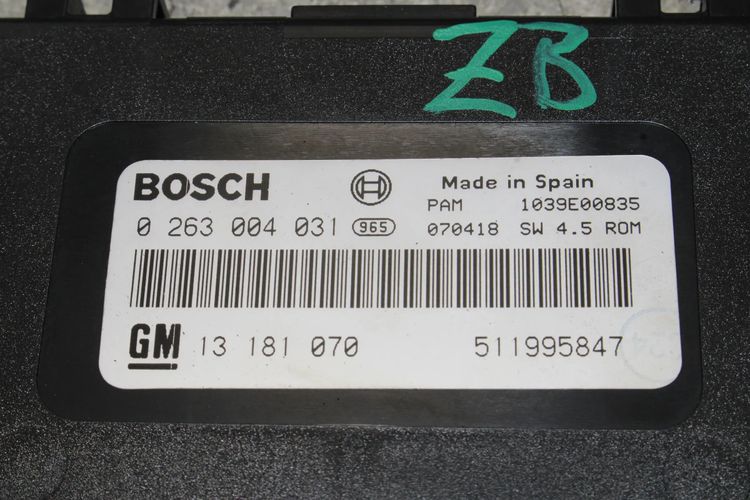 ZB
BOSCH Made in Spain
PAM 1039E00835
0 263 004 031 965 070418 SW 4.5 ROM
GM 13 181 070 511995847